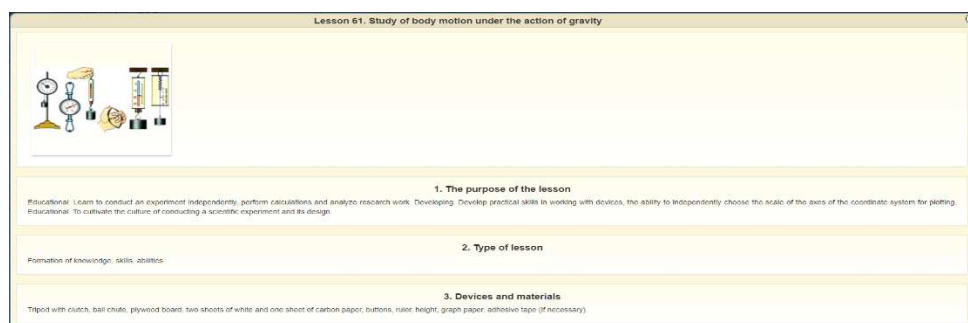 Lesson 61. Study of body motion under the action of gravity
1. The purpose of the lesson
Educational. Learn to conduct an experiment independently, perform calculations and analyze research work. Developing. Develop practical skills in working with devices, the ability to independently choose the scale of the axes of the coordinate system for plotting.
Educational. To cultivate the culture of conducting a scientific experiment and its design.
2. Type of lesson
Formation of knowledge, skills, abilities.
3. Devices and materials
Tripod with clutch, ball chute, plywood board, two sheets of white and one sheet of carbon paper, buttons, ruler, height, graph paper, adhesive tape (if necessary).